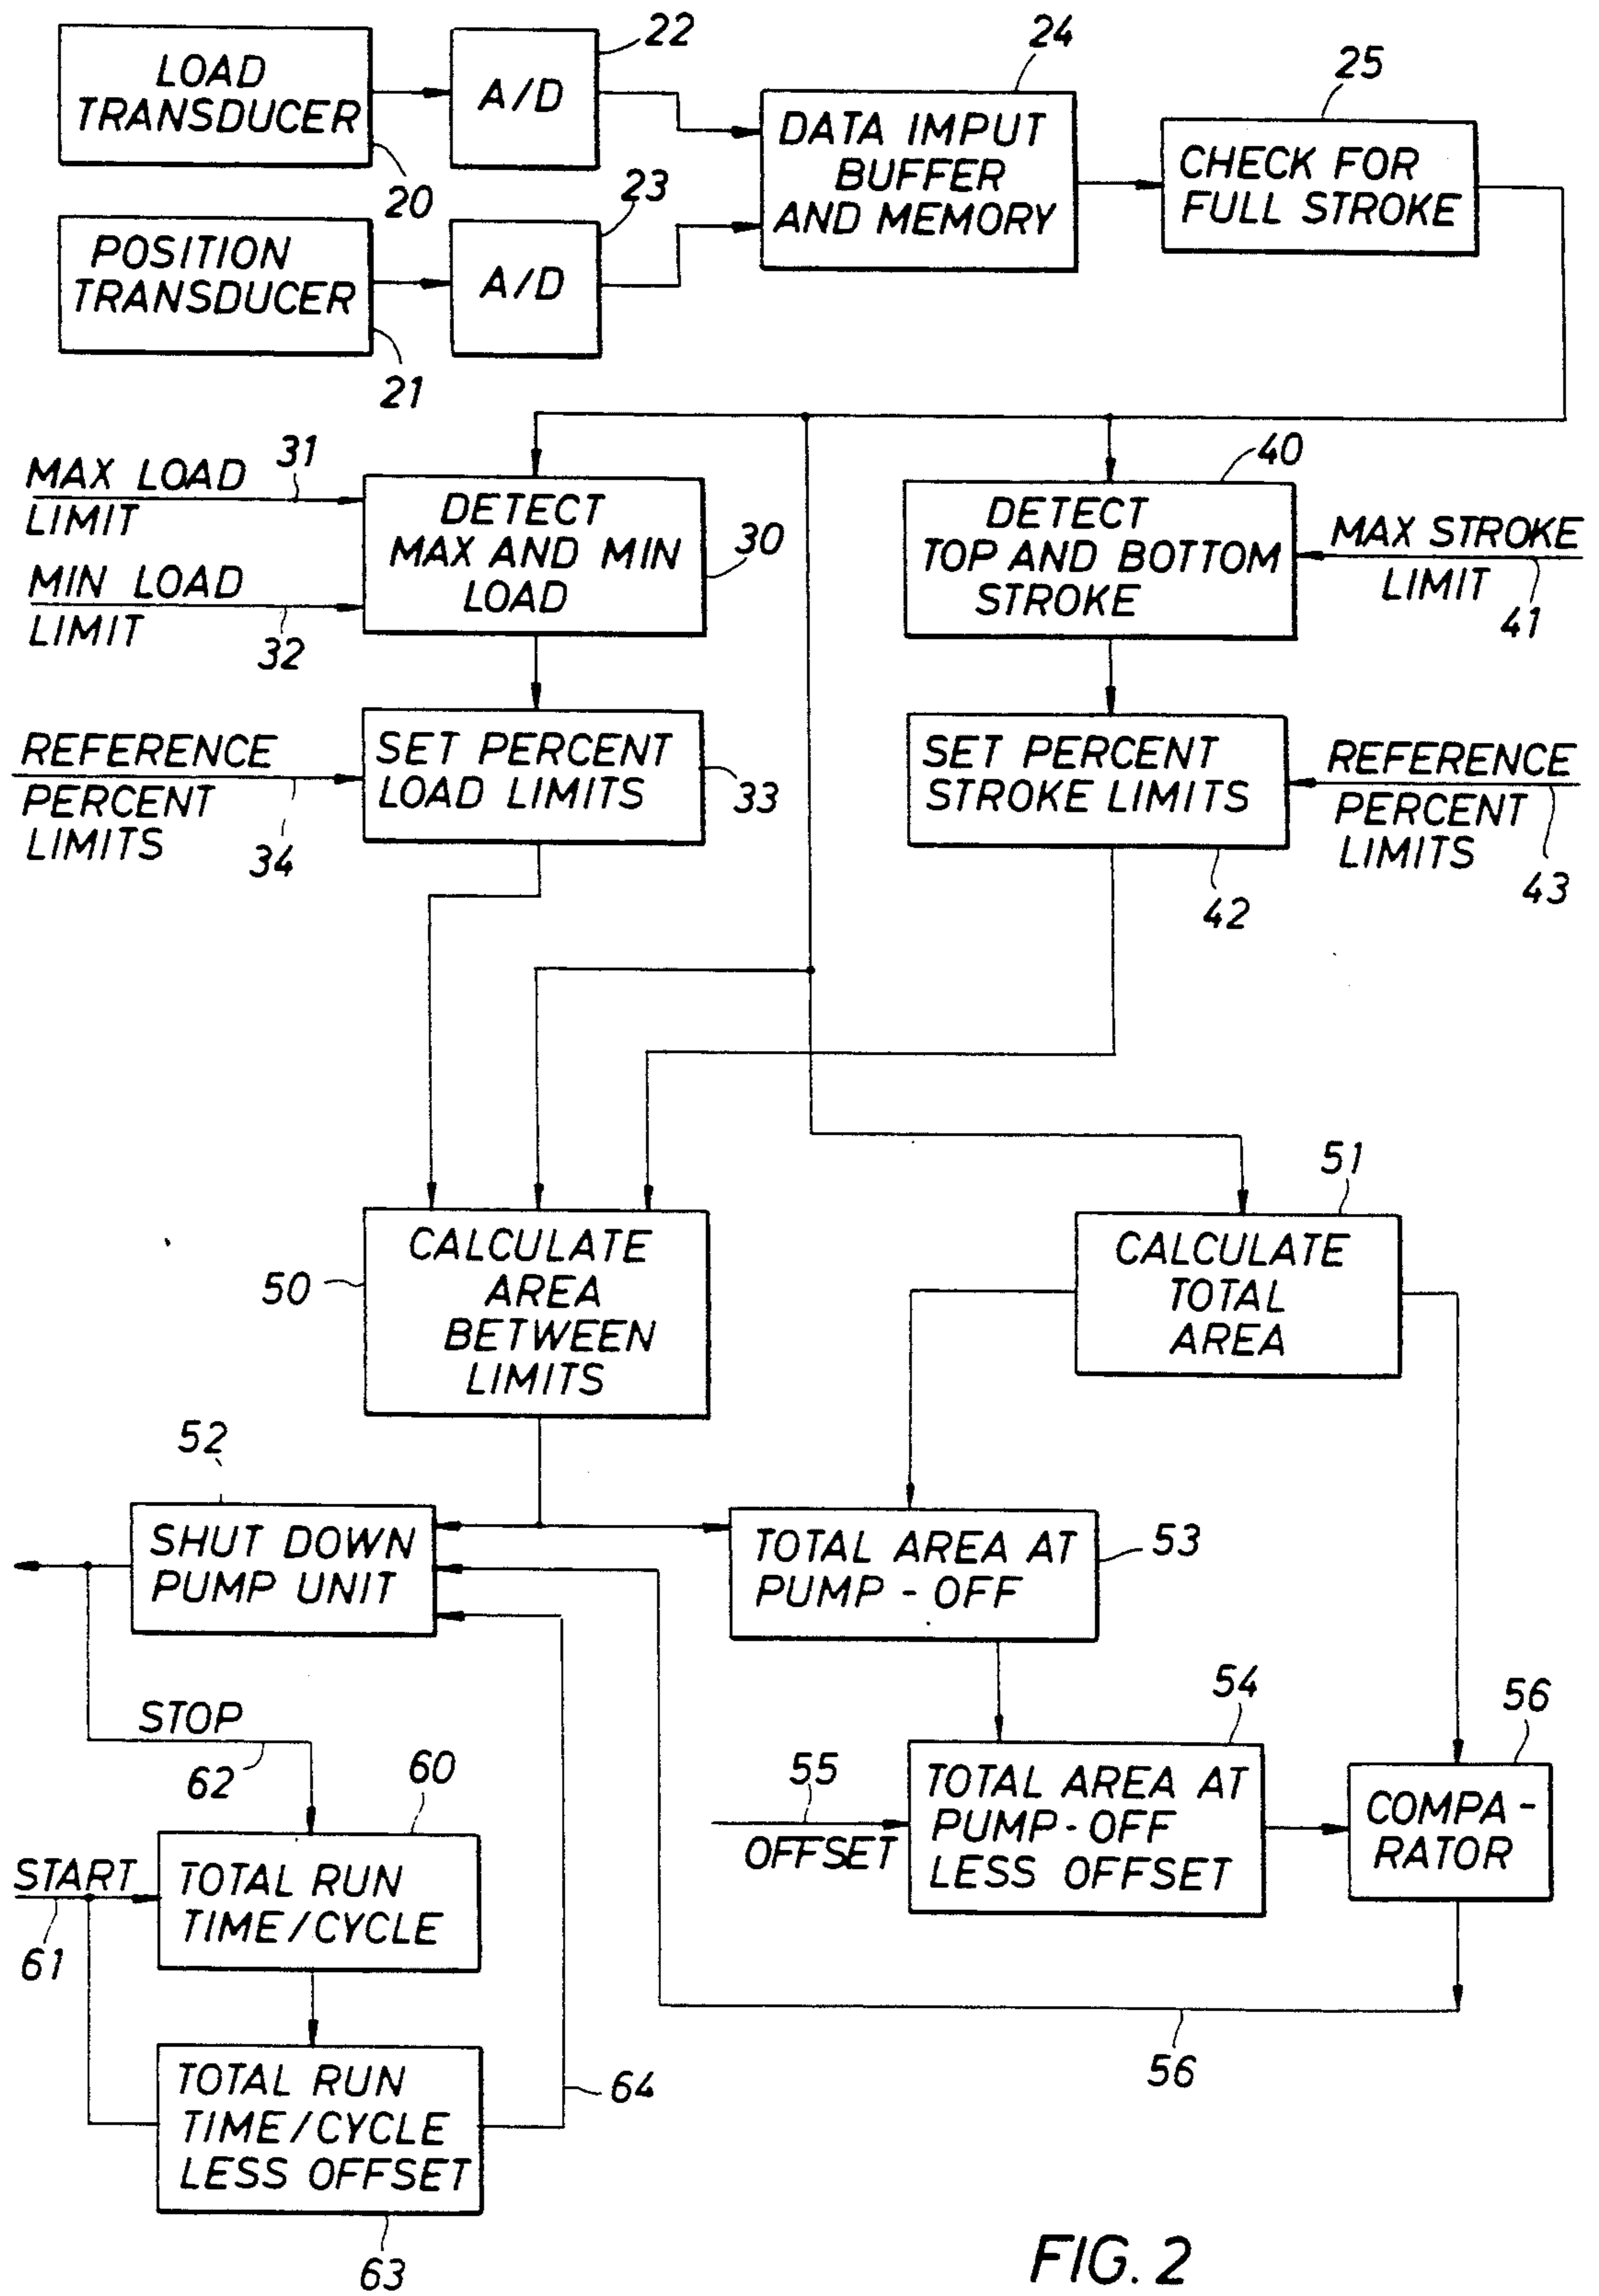 22
24
25
LOAD
TRANSDUCER
A/D
DATA IMPUT
BUFFER
AND MEMORY
CHECK FOR
FULL STROKE
20
23
POSITION
TRANSDUCER
A/D
21
MAX LOAD
LIMIT
31
MIN LOAD
LIMIT
32
DETECT
MAX AND MIN
LOAD
30
40
DETECT
TOP AND BOTTOM
STROKE
MAX STROKE
LIMIT
41
REFERENCE
PERCENT
LIMITS
34
SET PERCENT
LOAD LIMITS
33
SET PERCENT
STROKE LIMITS
42
REFERENCE
PERCENT
LIMITS
43
50
CALCULATE
AREA
BETWEEN
LIMITS
51
CALCULATE
TOTAL
AREA
52
SHUT DOWN
PUMP UNIT
TOTAL AREA AT
PUMP-OFF
53
STOP
62
60
54
56
55
OFFSET
TOTAL AREA AT
PUMP-OFF
LESS OFFSET
COMPA-
RATOR
START
61
TOTAL RUN
TIME/CYCLE
56
TOTAL RUN
TIME/CYCLE
LESS OFFSET
64
63
FIG. 2